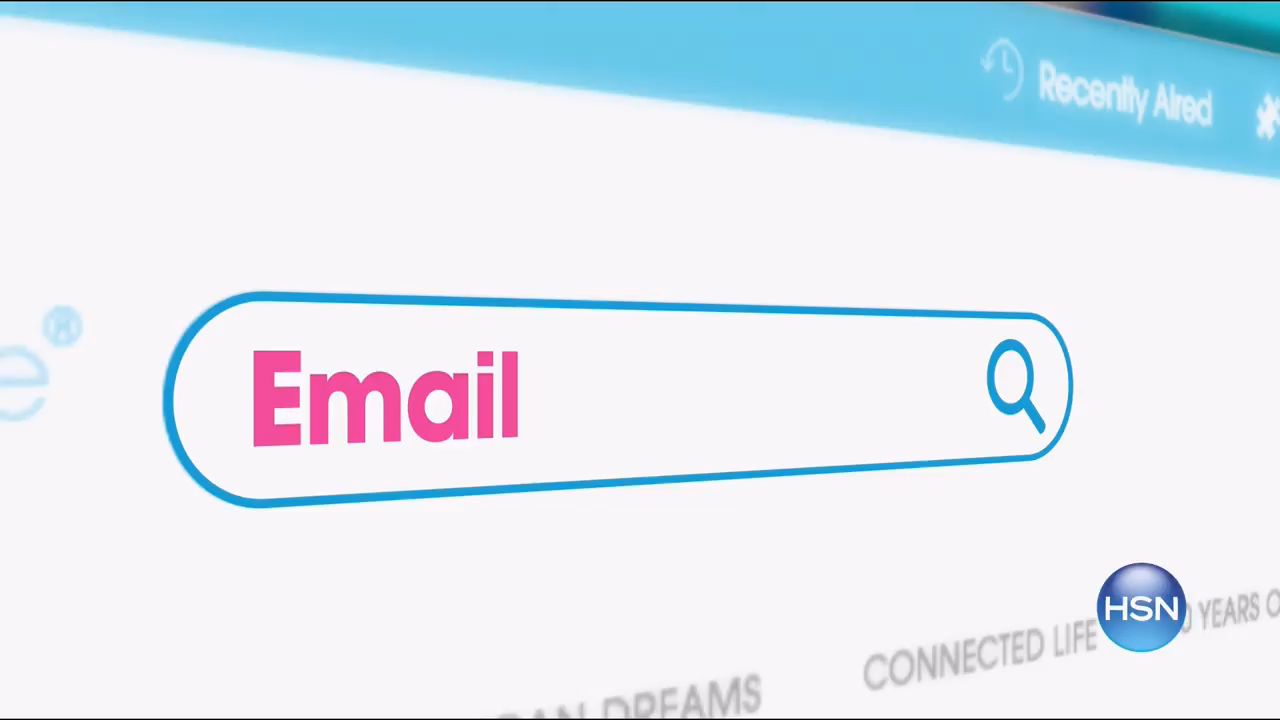 Recently Aired
e®
Email
HSN
CONNECTED LIFE
YEARS
DREAMS